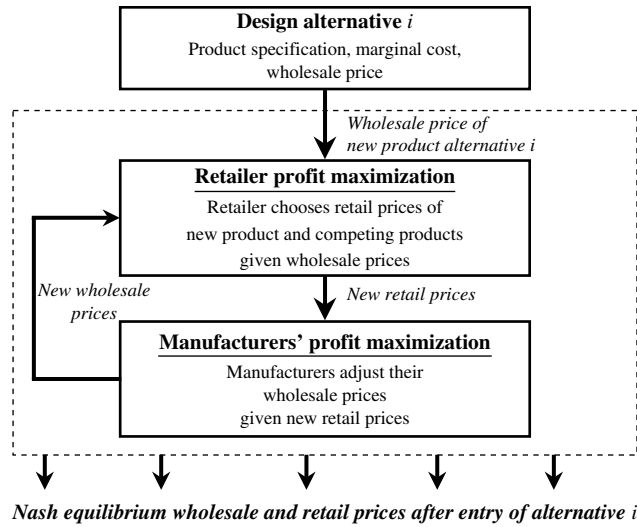 Design alternative i
Product specification, marginal cost,
wholesale price
Wholesale price of
new product alternative i
Retailer profit maximization
Retailer chooses retail prices of
new product and competing products
given wholesale prices
New wholesale
prices
New retail prices
Manufacturers’ profit maximization
Manufacturers adjust their
wholesale prices
given new retail prices
Nash equilibrium wholesale and retail prices after entry of alternative i